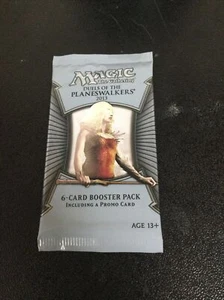 MAGIC
The Gathering
DUELS OF THE
PLANESWALKERS
2013
6-CARD BOOSTER PACK
INCLUDING A PROMO CARD
AGE 13+